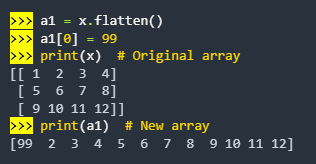 >>> a1 = x.flatten()
>>> a1[0] = 99
>>> print(x)  # Original array
[[ 1  2  3  4]
 [ 5  6  7  8]
 [ 9 10 11 12]]
>>> print(a1)  # New array
[99  2  3  4  5  6  7  8  9 10 11 12]